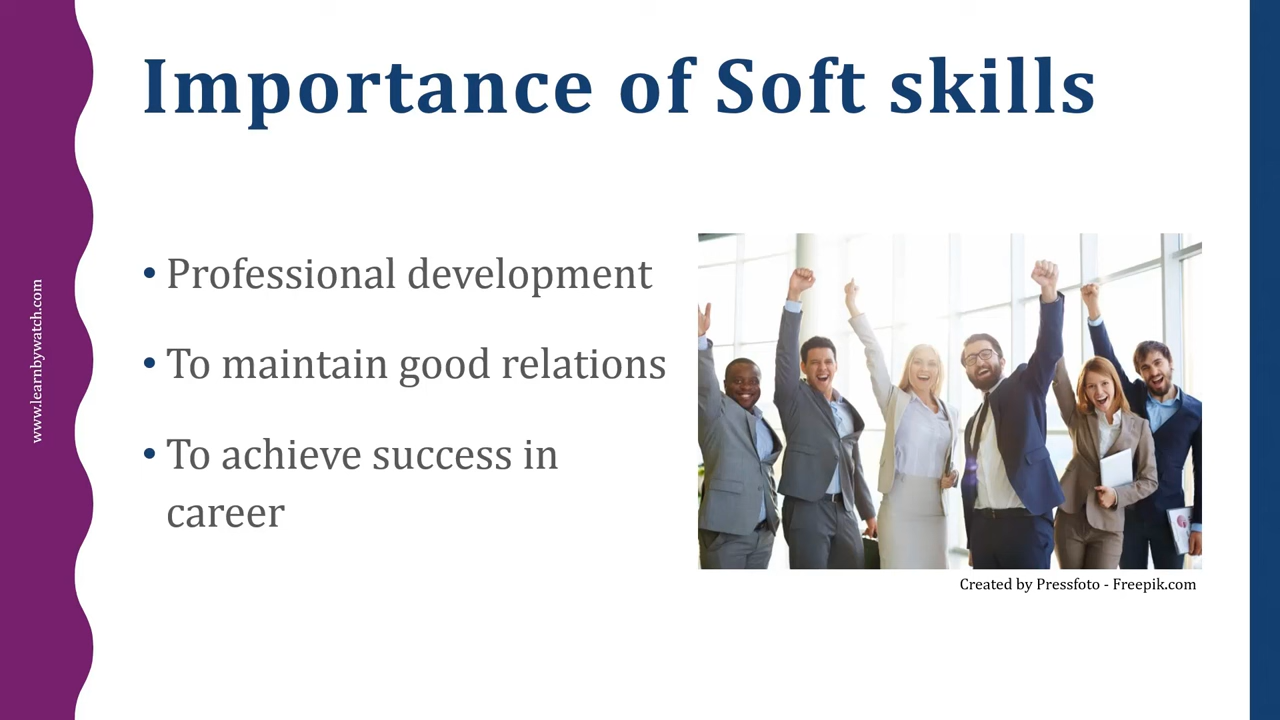 Importance of Soft skills
• Professional development
• To maintain good relations
• To achieve success in
career
Created by Pressfoto - Freepik.com
www.learnbywatch.com